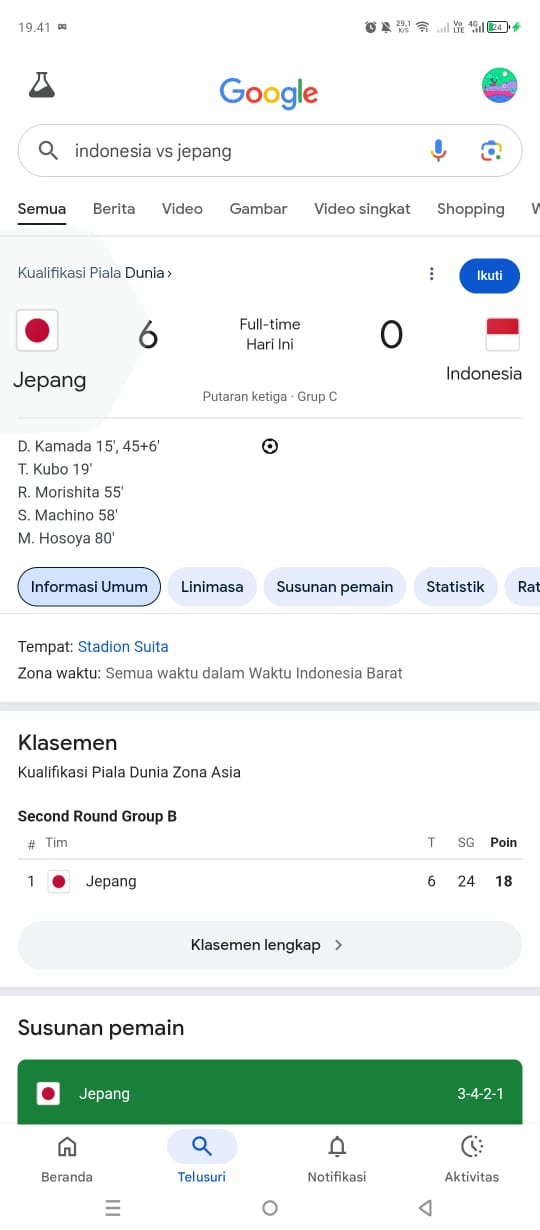 19.41
29,1
K/S
Vo
LTE
4G
24
Google
indonesia vs jepang
Semua Berita Video Gambar Video singkat Shopping
Kualifikasi Piala Dunia ›
Ikuti
6 Full-time 0
Hari Ini
Jepang Indonesia
Putaran ketiga · Grup C
D. Kamada 15', 45+6'
T. Kubo 19'
R. Morishita 55'
S. Machino 58'
M. Hosoya 80'
Informasi Umum Linimasa Susunan pemain Statistik Rat
Tempat: Stadion Suita
Zona waktu: Semua waktu dalam Waktu Indonesia Barat
Klasemen
Kualifikasi Piala Dunia Zona Asia
Second Round Group B
# Tim T SG Poin
1 Jepang 6 24 18
Klasemen lengkap >
Susunan pemain
Jepang 3-4-2-1
Beranda Telusuri Notifikasi Aktivitas